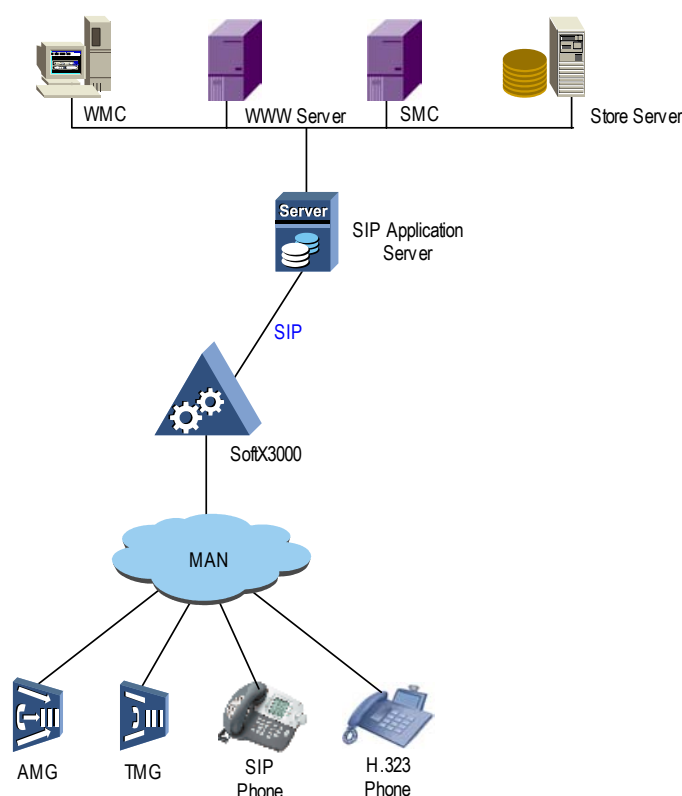 WMC
WWW Server
SMC
Store Server
Server
SIP Application
Server
SIP
SoftX3000
MAN
AMG
TMG
SIP
Phone
H.323
Phone